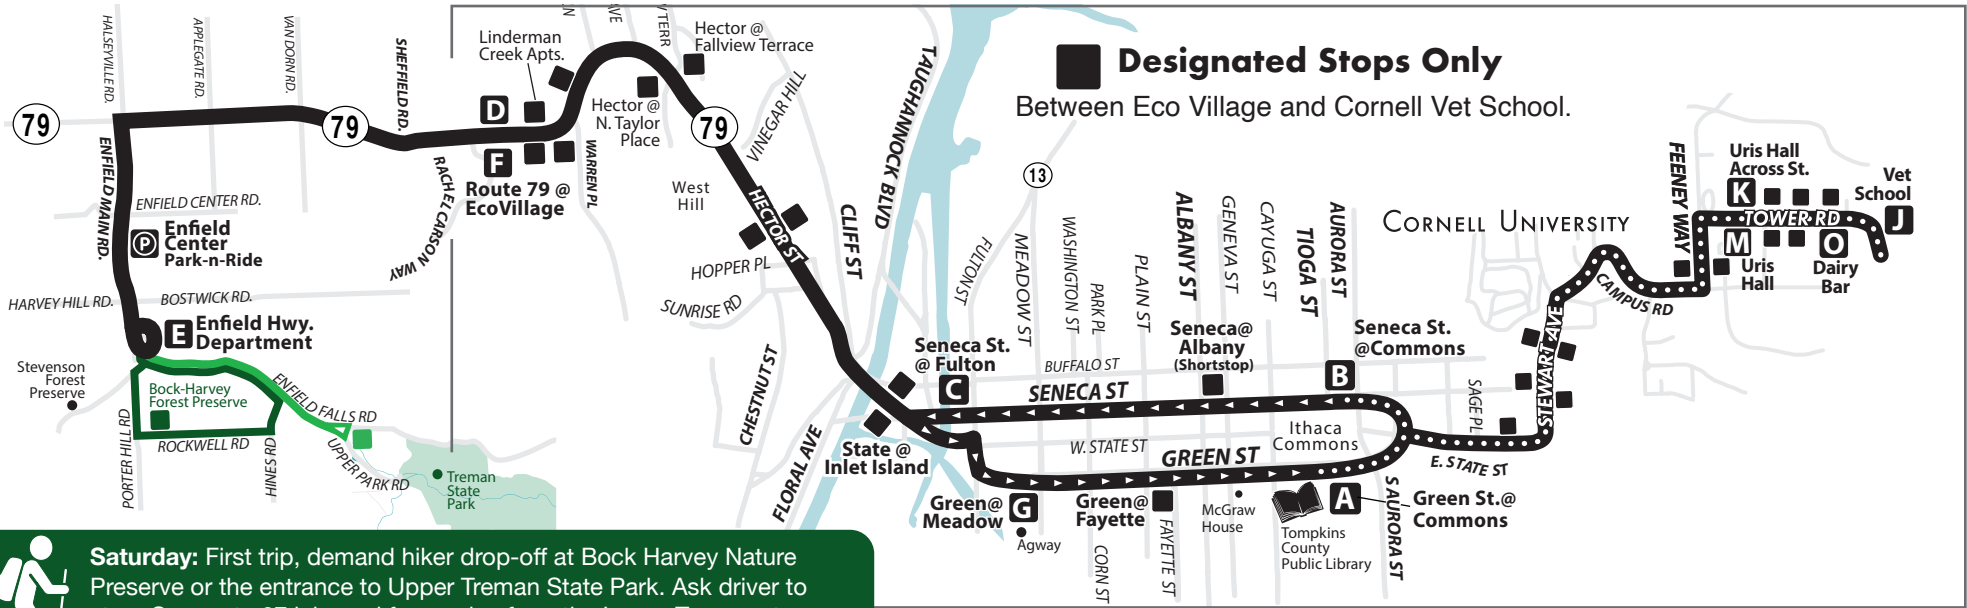 HALSEYVILLE RD.
APPLEGATE RD.
VAN DORN RD.
SHEFFIELD RD.
79
79
79
ENFIELD MAIN RD.
ENFIELD CENTER RD.
P
Enfield
Center
Park-n-Ride
HARVEY HILL RD.
BOSTWICK RD.
E
Enfield Hwy.
Department
Stevenson
Forest
Preserve
Bock-Harvey
Forest Preserve
ENFIELD FALLS RD
ROCKWELL RD
PORTER HILL RD
HINES RD
UPPER PARK RD
Treman
State
Park
RACHEL CARSON WAY
Linderman
Creek Apts.
D
F
Route 79 @
EcoVillage
WARREN PL
N
AVE
TERR
Hector @
Fallview Terrace
Hector @
N. Taylor
Place
VINEGAR HILL
West
Hill
HECTOR ST
HOPPER PL
SUNRISE RD
CLIFF ST
TAUGHANNOCK BLVD
CHESTNUT ST
FLORAL AVE
State @
Inlet Island
Designated Stops Only
Between Eco Village and Cornell Vet School.
13
FULTON ST
MEADOW ST
WASHINGTON ST
PARK PL
PLAIN ST
ALBANY ST
GENEVA ST
CAYUGA ST
TIOGA ST
AURORA ST
Seneca St.
@ Fulton
C
BUFFALO ST
SENECA ST
Seneca@
Albany
(Shortstop)
Seneca St.
@Commons
B
Ithaca
Commons
W. STATE ST
GREEN ST
Green@
Meadow
G
Agway
Green@
Fayette
CORN ST
FAYETTE ST
McGraw
House
Tompkins
County
Public Library
A
Green St.@
Commons
S AURORA ST
E. STATE ST
SAGE PL
STEWART AVE
CAMPUS RD
CORNELL UNIVERSITY
FEENEY WAY
Uris Hall
Across St.
K
TOWER RD
Vet
School
J
M
Uris
Hall
O
Dairy
Bar
Saturday: First trip, demand hiker drop-off at Bock Harvey Nature
Preserve or the entrance to Upper Treman State Park. Ask driver to